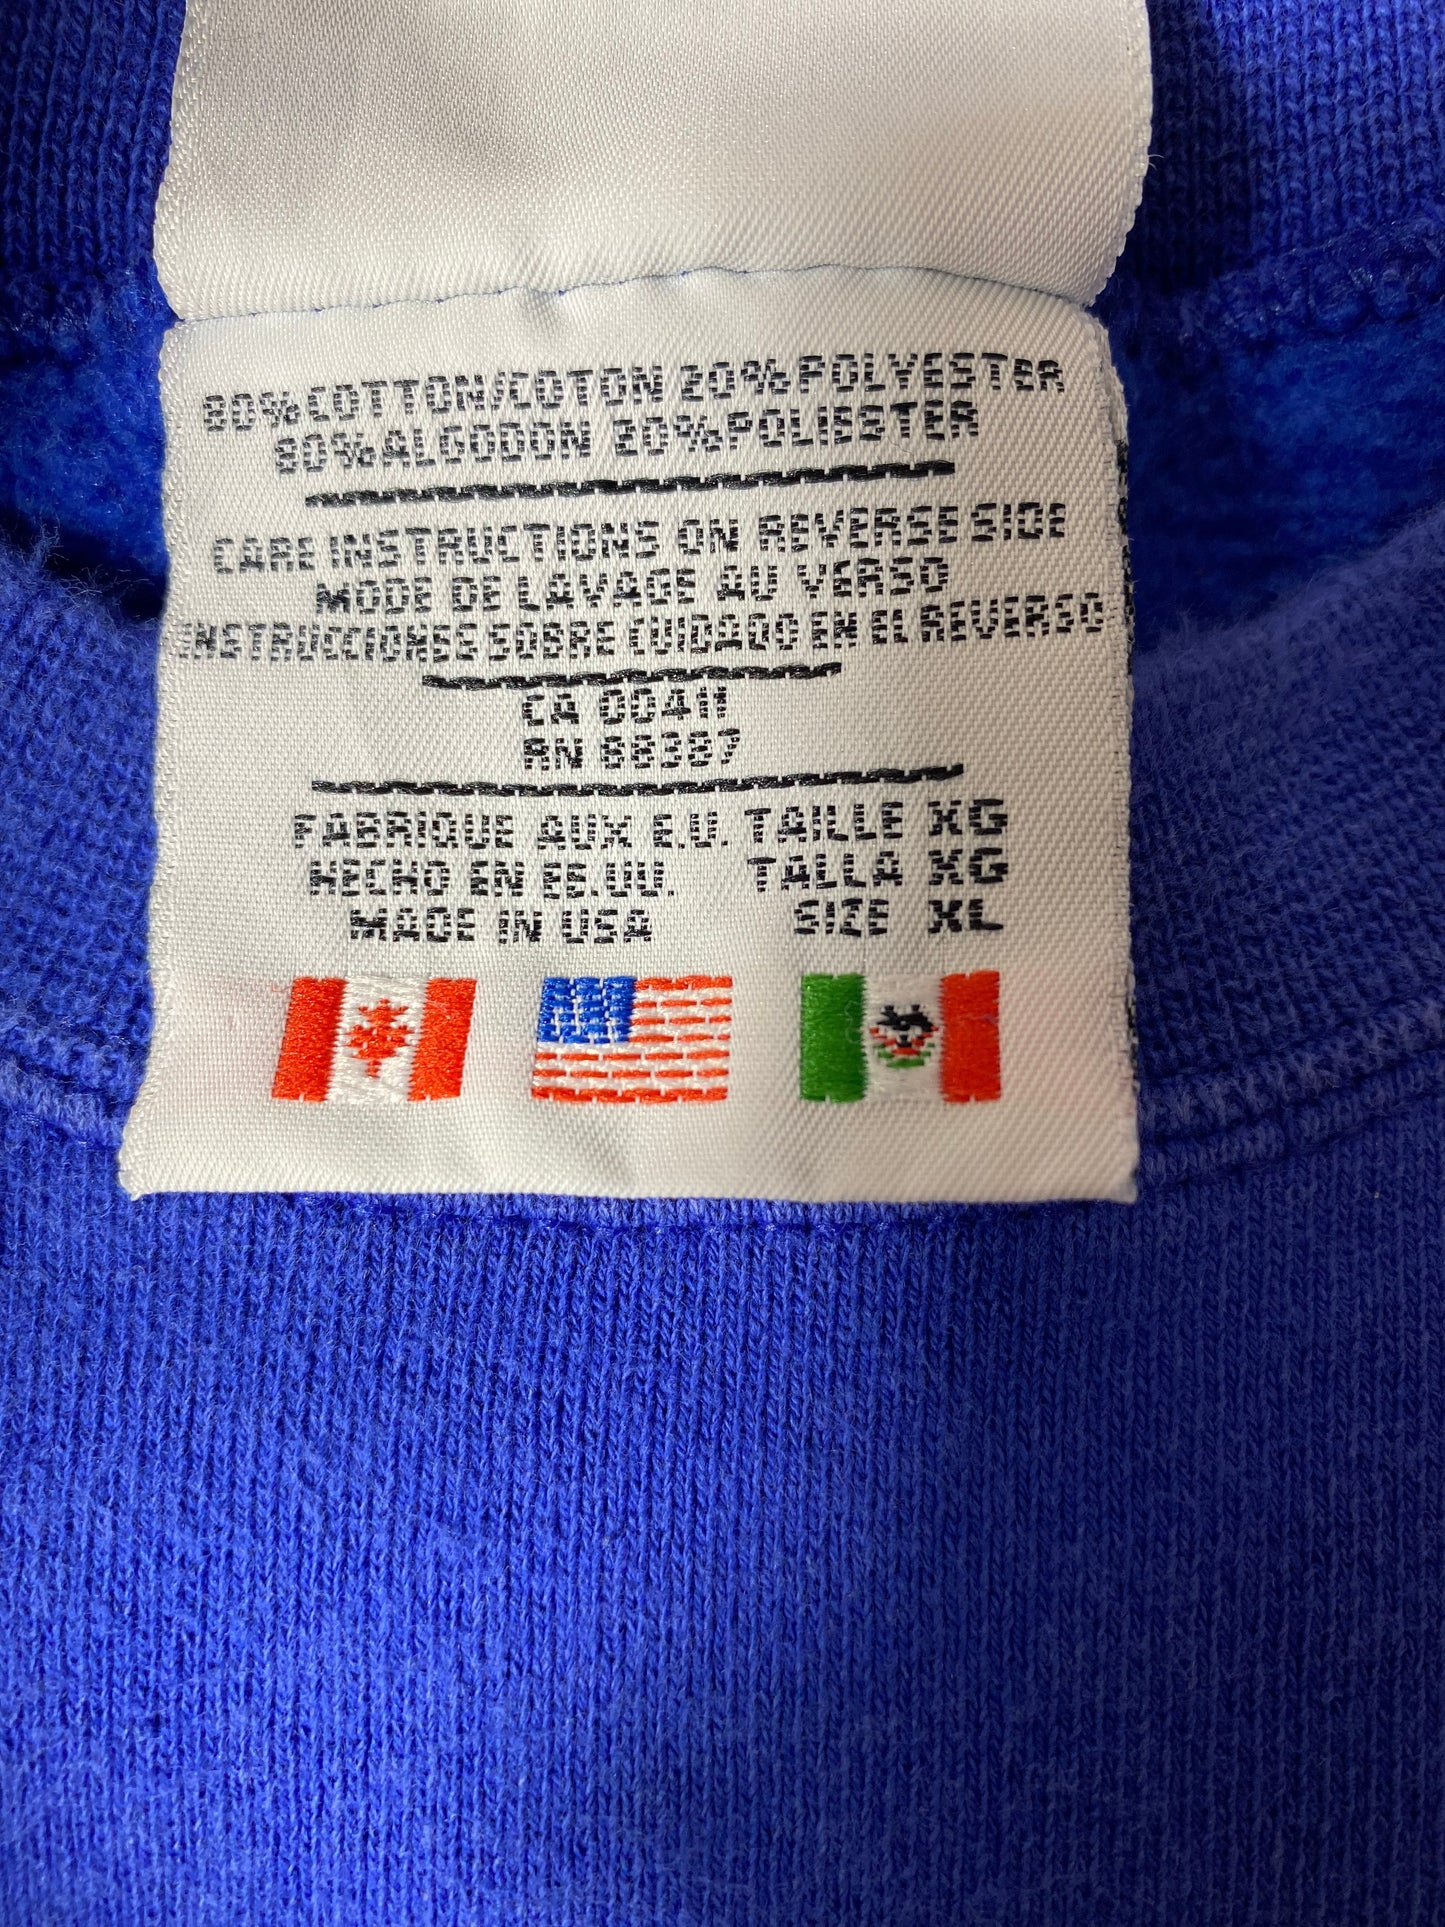 80% COTTON/COTON 20% POLYESTER
80% ALGODON 20% POLIESTER
CARE INSTRUCTIONS ON REVERSE SIDE
MODE DE LAVAGE AU VERSO
INSTRUCCIONES SOBRE CUIDADO EN EL REVERSO
CA 00411
RN 68387
FABRIQUE AUX E.U. TAILLE XG
HECHO EN EE.UU. TALLA XG
MADE IN USA SIZE XL